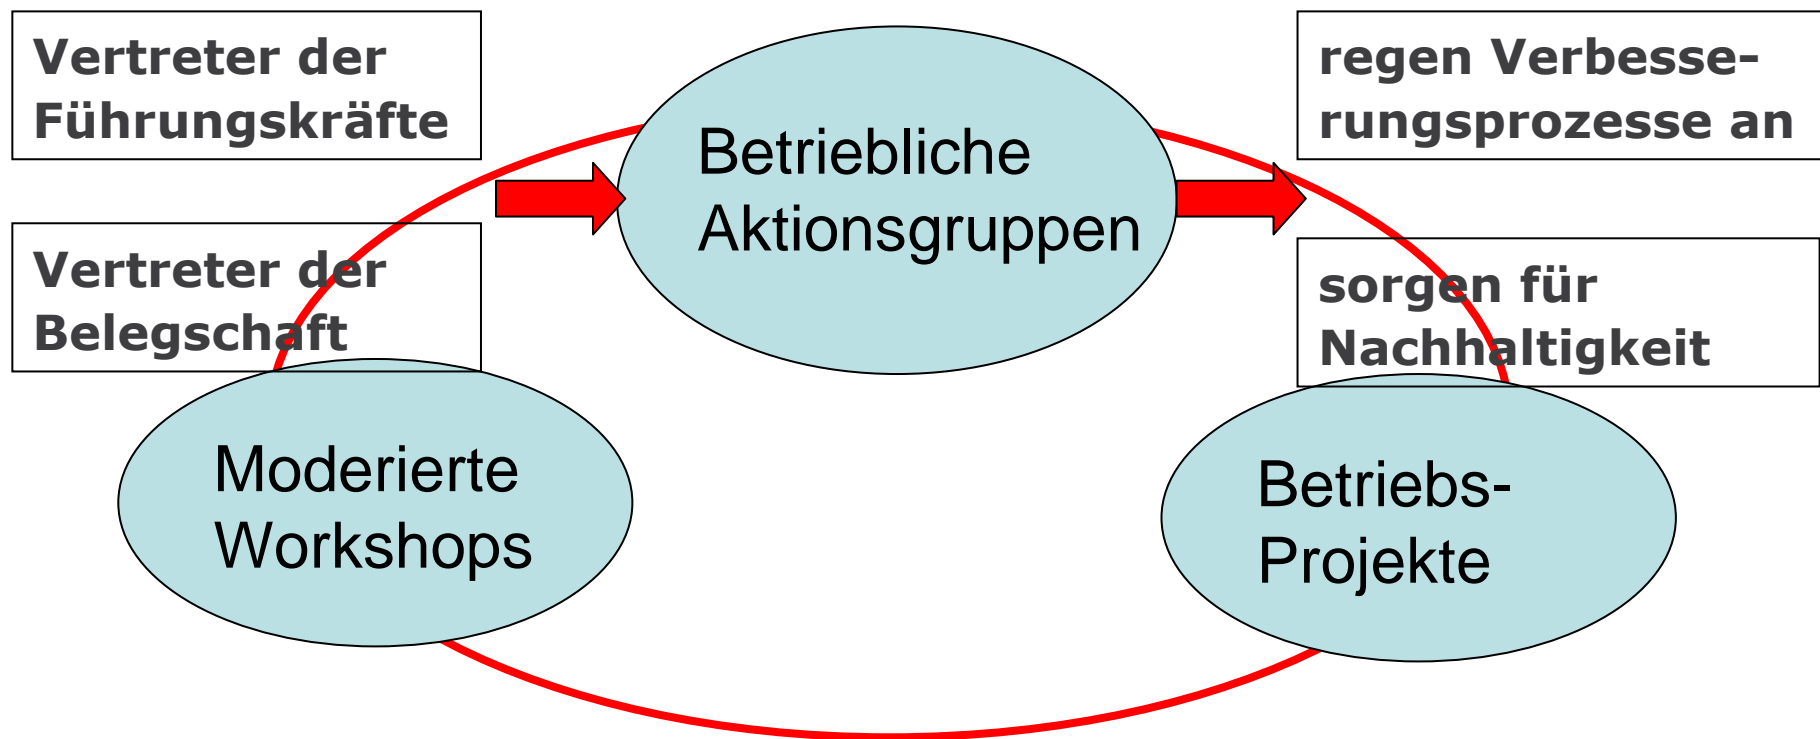 Vertreter der
Führungskräfte
Vertreter der
Belegschaft
Betriebliche
Aktionsgruppen
regen Verbesse-
rungsprozesse an
sorgen für
Nachhaltigkeit
Moderierte
Workshops
Betriebs-
Projekte